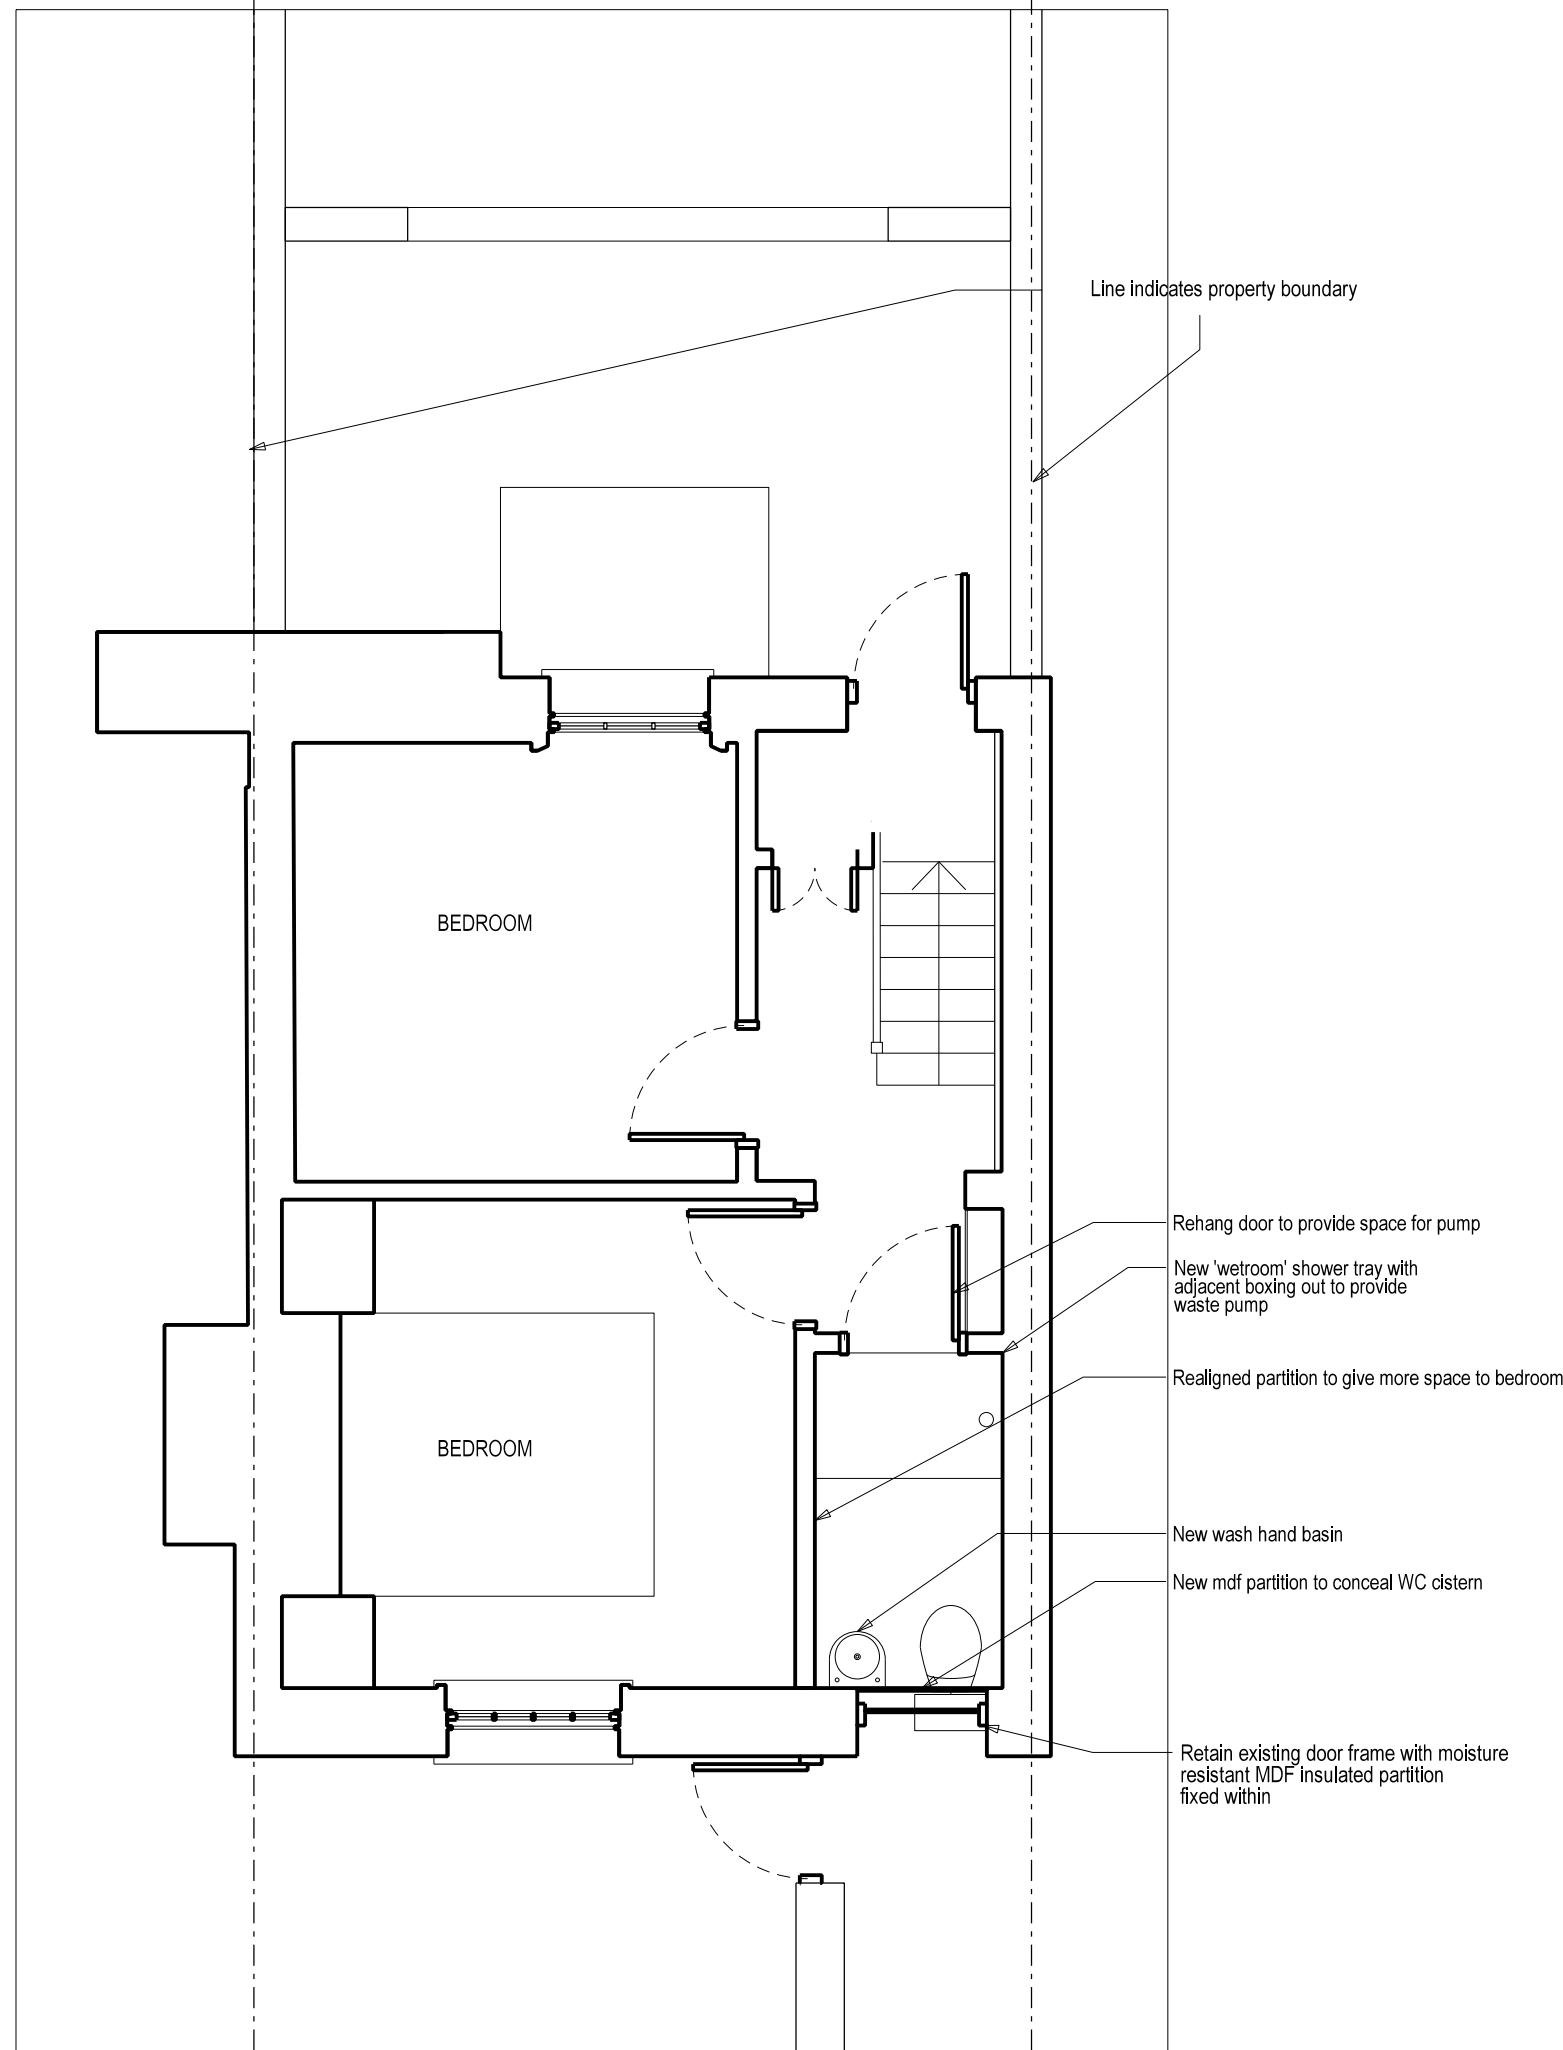 Line indicates property boundary
BEDROOM
Rehang door to provide space for pump
New 'wetroom' shower tray with
adjacent boxing out to provide
waste pump
Realigned partition to give more space to bedroom
BEDROOM
New wash hand basin
New mdf partition to conceal WC cistern
Retain existing door frame with moisture
resistant MDF insulated partition
fixed within